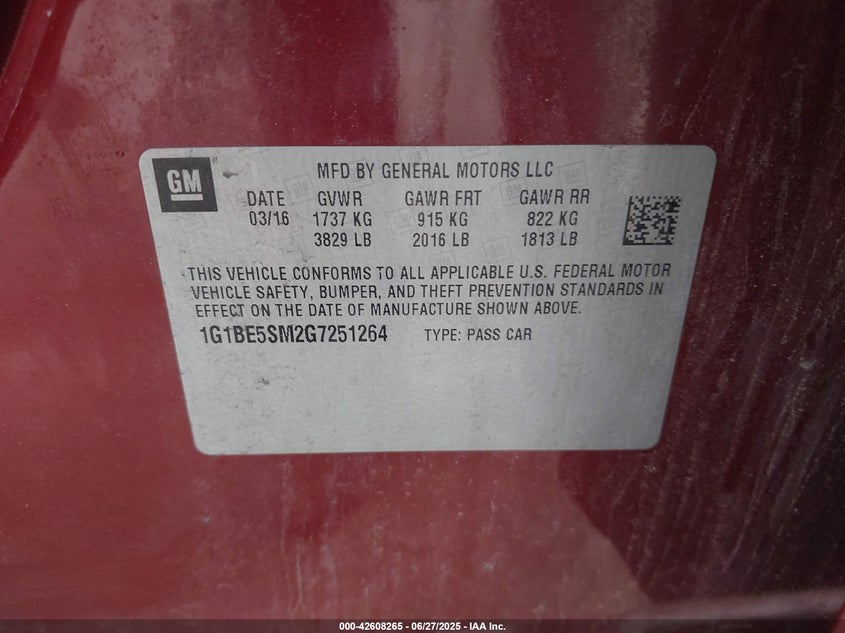 GM
MFD BY GENERAL MOTORS LLC
DATE GVWR GAWR FRT GAWR RR
03/16 1737 KG 915 KG 822 KG
3829 LB 2016 LB 1813 LB
THIS VEHICLE CONFORMS TO ALL APPLICABLE U.S. FEDERAL MOTOR
VEHICLE SAFETY, BUMPER, AND THEFT PREVENTION STANDARDS IN
EFFECT ON THE DATE OF MANUFACTURE SHOWN ABOVE.
1G1BE5SM2G7251264 TYPE: PASS CAR
000-42608265 - 06/27/2025 - IAA Inc.